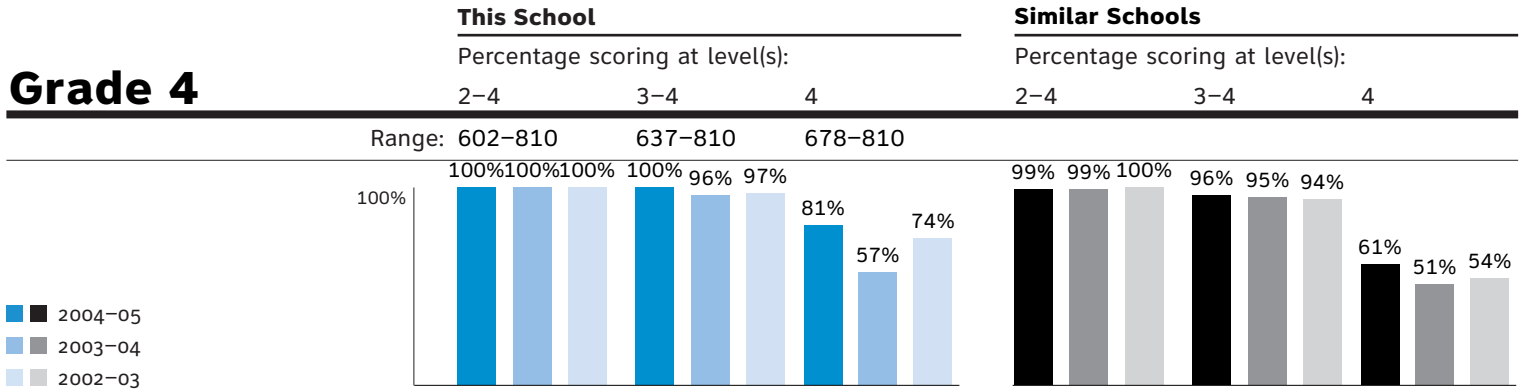 This School Similar Schools
Percentage scoring at level(s): Percentage scoring at level(s):
Grade 4 2–4 3–4 4 2–4 3–4 4
Range: 602–810 637–810 678–810
100% 100% 100% 100% 96% 97% 81% 57% 74% 99% 99% 100% 96% 95% 94% 61% 51% 54%
100%
2004–05
2003–04
2002–03